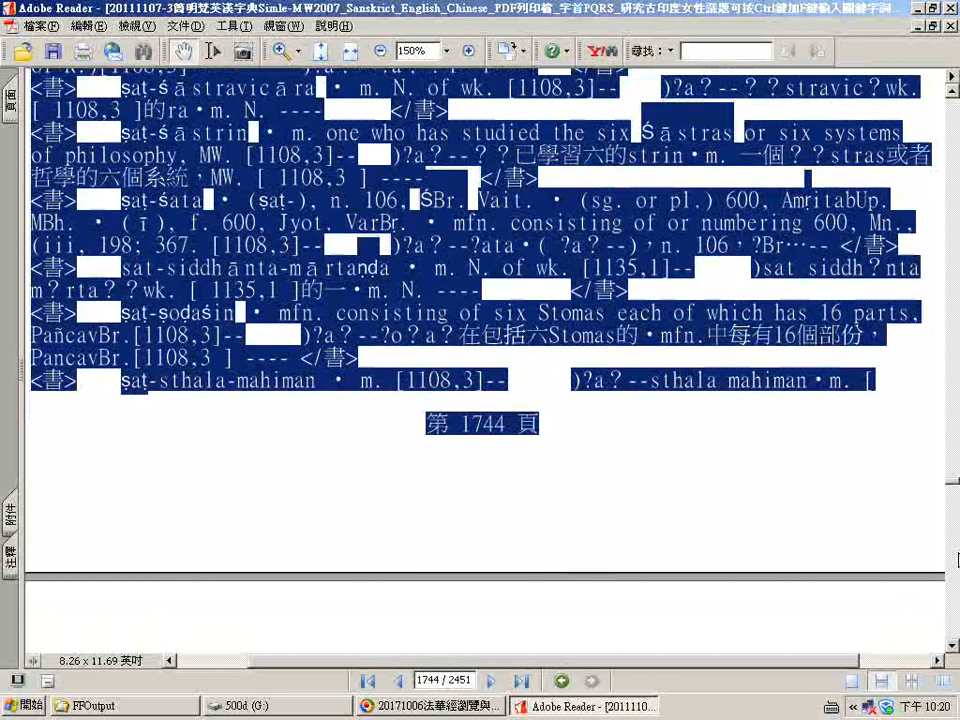 Adobe Reader - [20111107-3簡明梵英漢字典Simle-MW2007_Sanskrict_English_Chinese_PDF列印檔_字首PQRS_研究古印度女性議題可按Ctrl鍵加F鍵輸入關鍵字詞...
檔案(F) 編輯(E) 檢視(V) 文件(D) 工具(T) 視窗(W) 說明(H)
150% 尋找：
頁面
<書> ṣaṭ-śāstravicāra ‧ m. N. of wk. [1108,3]-- )?a？--？？stravic？wk.
[ 1108,3 ]的ra‧m. N. ---- </書>
<書> ṣaṭ-śāstrin ‧ m. one who has studied the six Śāstras or six systems
of philosophy, MW. [1108,3]-- )?a？--？？已學習六的strin‧m. 一個？？stras或者
哲學的六個系統，MW. [ 1108,3 ] ---- </書>
<書> ṣaṭ-śata ‧ (ṣaṭ-), n. 106, ŚBr. Vait. ‧ (sg. or pl.) 600, AmṛitabUp.
MBh. ‧ (ī), f. 600, Jyot. VarBṛ. ‧ mfn. consisting of or numbering 600, Mn.,
(iii, 198; 367. [1108,3]-- )?a？--?ata‧( ?a？--)，n. 106，?Br…-- </書>
<書> sat-siddhānta-mārtaṇḍa ‧ m. N. of wk. [1135,1]-- )sat siddh？nta
m？rta？？wk. [ 1135,1 ]的一‧m. N. ---- </書>
<書> ṣaṭ-ṣoḍaśin ‧ mfn. consisting of six Stomas each of which has 16 parts,
PañcavBr.[1108,3]-- )?a？--?o？a？在包括六Stomas的‧mfn.中每有16個部份，
PancavBr.[1108,3 ] ---- </書>
<書> ṣaṭ-sthala-mahiman ‧ m. [1108,3]-- )?a？--sthala mahiman‧m. [
第 1744 頁
附件
注釋
8.26 x 11.69 英吋
1744 / 2451
開始 FFOutput 500d (G:) 20171006法華經瀏覽與... Adobe Reader - [2011110... 下午 10:20